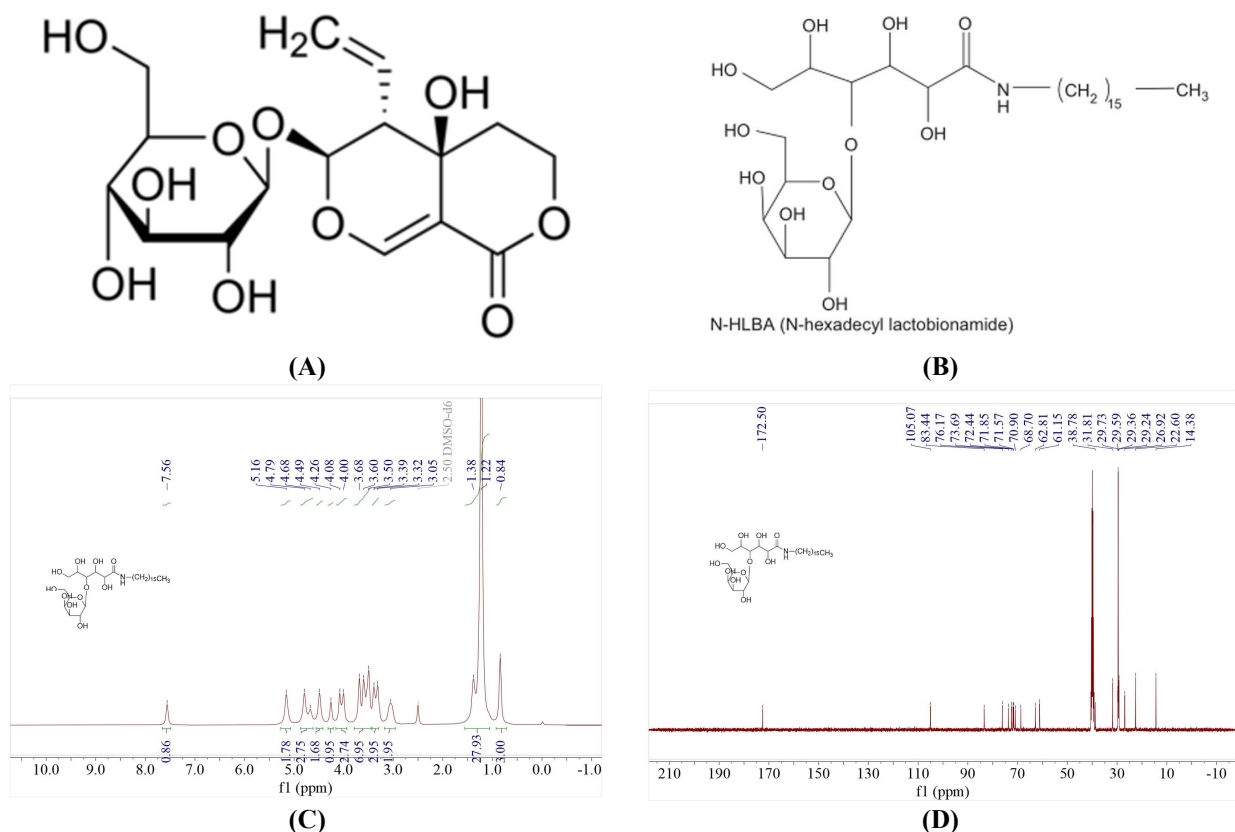 HO
H₂C
OH
O
O
OH
OH
O
OH
OH
O
O
(A)
OH
OH
O
HO
N
H
(CH₂)
15
CH₃
OH
HO
O
O
HO
OH
OH
OH
N-HLBA (N-hexadecyl lactobionamide)
(B)
7.56
5.16
4.79
4.68
4.49
4.26
4.08
4.00
3.68
3.60
3.50
3.39
3.32
3.05
2.50 DMSO-d6
1.38
1.22
0.84
0.86
1.78
2.75
1.68
0.95
2.74
6.95
2.95
1.95
27.93
3.00
10.0 9.0 8.0 7.0 6.0 5.0 4.0 3.0 2.0 1.0 0.0 -1.0
f1 (ppm)
(C)
172.50
105.07
83.44
76.17
73.69
72.44
71.85
71.57
70.90
68.70
62.81
61.15
38.78
31.81
29.73
29.59
29.36
29.24
26.92
22.60
14.38
210 190 170 150 130 110 90 70 50 30 10 -10
f1 (ppm)
(D)